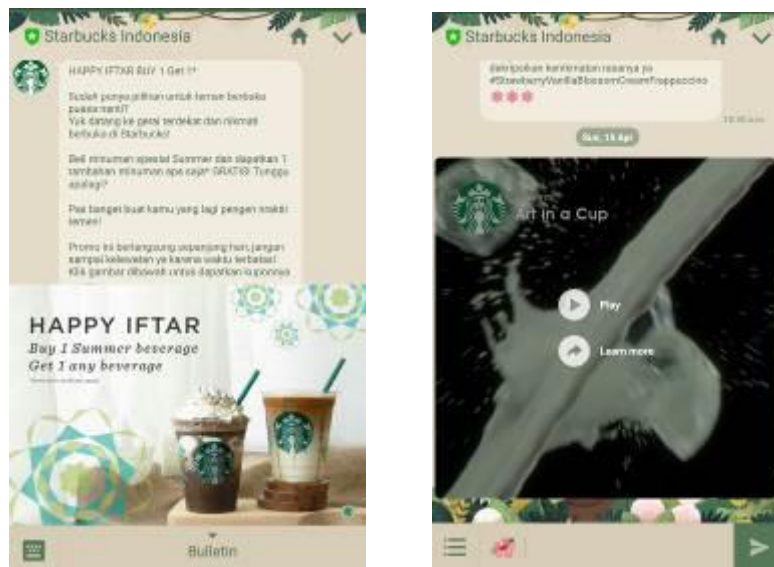 Starbucks Indonesia
HAPPY IFTAR BUY 1 Get 1*
Sudah punya pilihan untuk teman berbuka
puasa nanti?
Yuk datang ke gerai terdekat dan nikmati
berbuka di Starbucks!
Beli minuman spesial Summer dan dapatkan 1
tambahan minuman apa saja* GRATIS! Tunggu
apalagi?
Pas banget buat kamu yang lagi pengen traktir
teman!
Promo ini berlangsung sepanjang hari, jangan
sampai kelewatan ya karena waktu terbatas!
Klik gambar dibawah untuk dapatkan kuponnya
HAPPY IFTAR
Buy 1 Summer beverage
Get 1 any beverage
Bulletin
Starbucks Indonesia
kenikmatan rasanya ya
#StrawberryVanillaBlossomCreamFrappuccino
Sun, 15 Apr
Art in a Cup
Play
Learn more